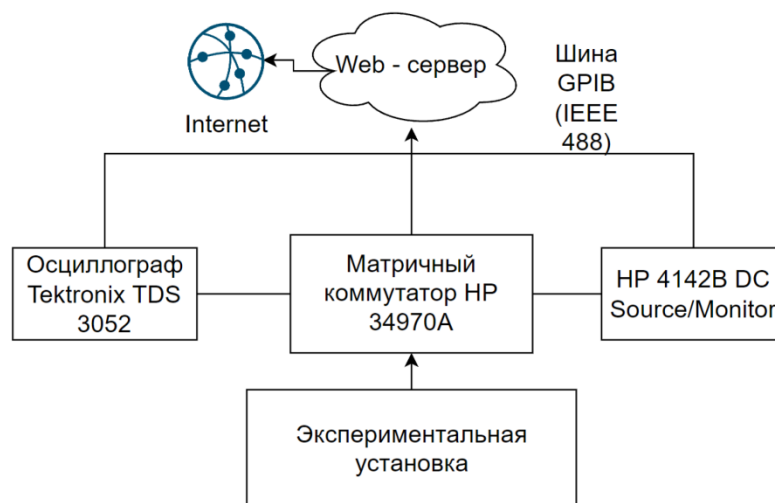 Web - сервер
Internet
Шина
GPIB
(IEEE
488)
Осциллограф
Tektronix TDS
3052
Матричный
коммутатор HP
34970A
HP 4142B DC
Source/Monitor
Экспериментальная
установка